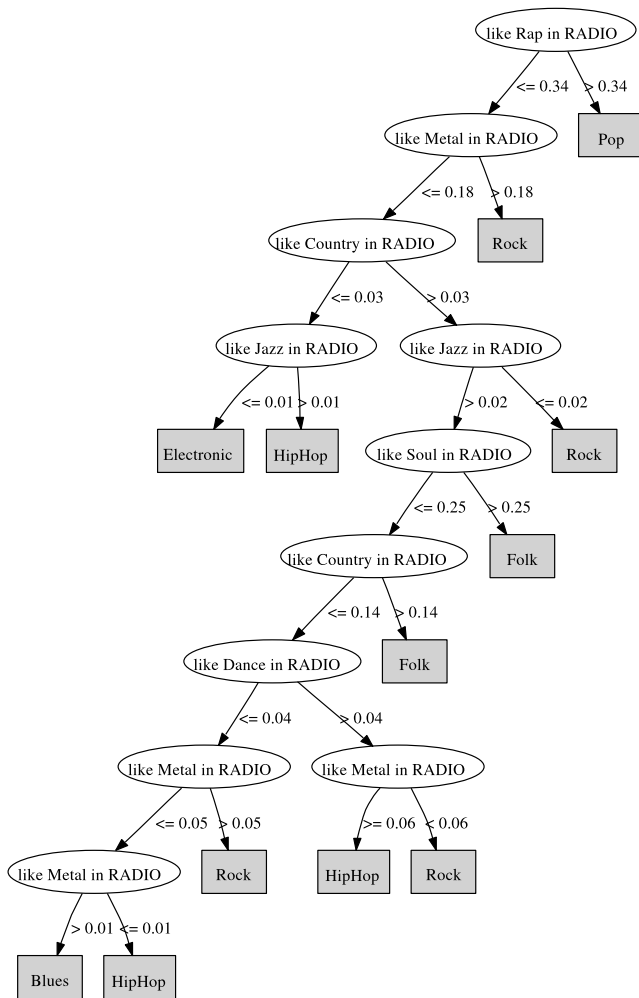 like Rap in RADIO
<= 0.34 > 0.34
like Metal in RADIO Pop
<= 0.18 > 0.18
like Country in RADIO Rock
<= 0.03 > 0.03
like Jazz in RADIO like Jazz in RADIO
<= 0.01 > 0.01 > 0.02 <= 0.02
Electronic HipHop like Soul in RADIO Rock
<= 0.25 > 0.25
like Country in RADIO Folk
<= 0.14 > 0.14
like Dance in RADIO Folk
<= 0.04 > 0.04
like Metal in RADIO like Metal in RADIO
<= 0.05 > 0.05 >= 0.06 < 0.06
like Metal in RADIO Rock HipHop Rock
> 0.01 <= 0.01
Blues HipHop